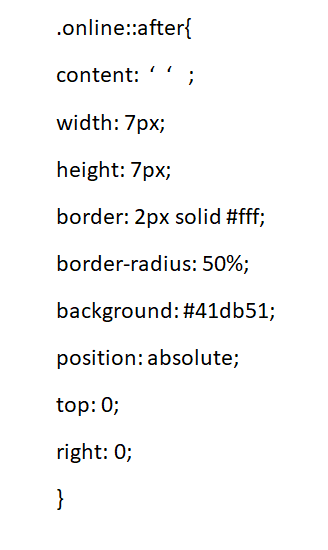 .online::after{
content: ‘ ‘ ;
width: 7px;
height: 7px;
border: 2px solid #fff;
border-radius: 50%;
background: #41db51;
position: absolute;
top: 0;
right: 0;
}